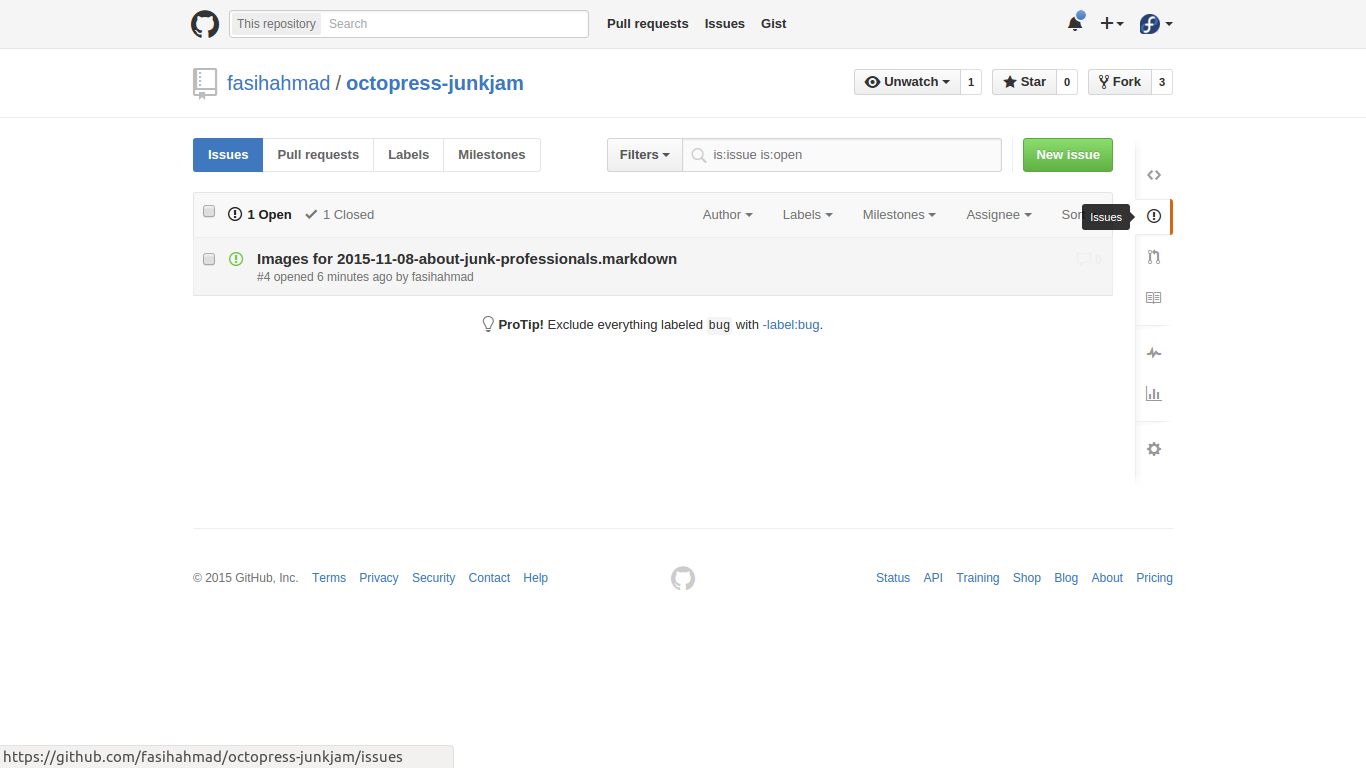 This repository Search Pull requests Issues Gist
fasihahmad / octopress-junkjam Unwatch 1 Star 0 Fork 3
Issues Pull requests Labels Milestones Filters is:issue is:open New issue
1 Open 1 Closed Author Labels Milestones Assignee Issues
Images for 2015-11-08-about-junk-professionals.markdown 0
#4 opened 6 minutes ago by fasihahmad
ProTip! Exclude everything labeled bug with -label:bug.
© 2015 GitHub, Inc. Terms Privacy Security Contact Help Status API Training Shop Blog About Pricing
https://github.com/fasihahmad/octopress-junkjam/issues